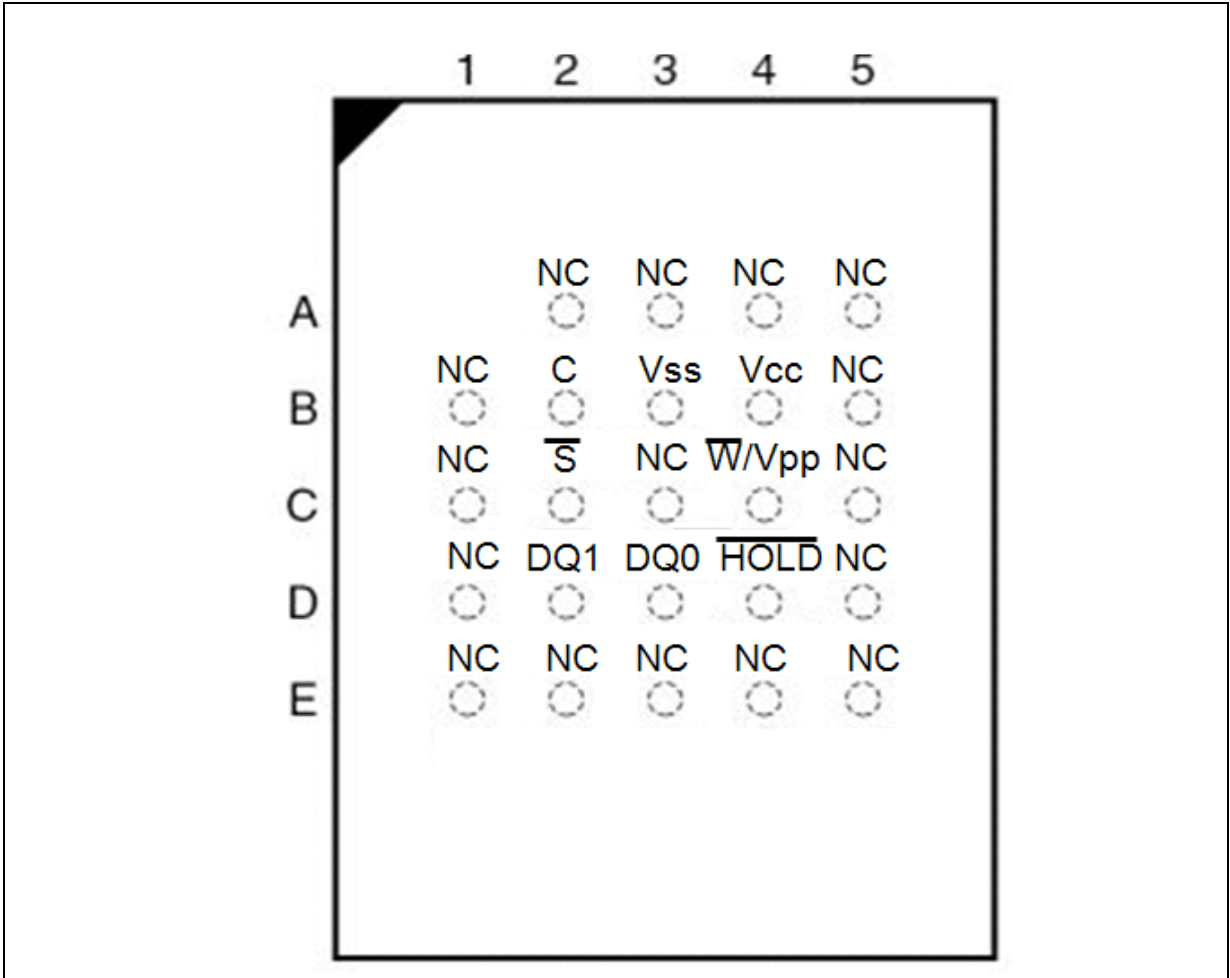 1 2 3 4 5
NC NC NC NC
A
NC C Vss Vcc NC
B
NC S̅ NC W̅/Vpp NC
C
NC DQ1 DQ0 H̅O̅L̅D̅ NC
D
NC NC NC NC NC
E